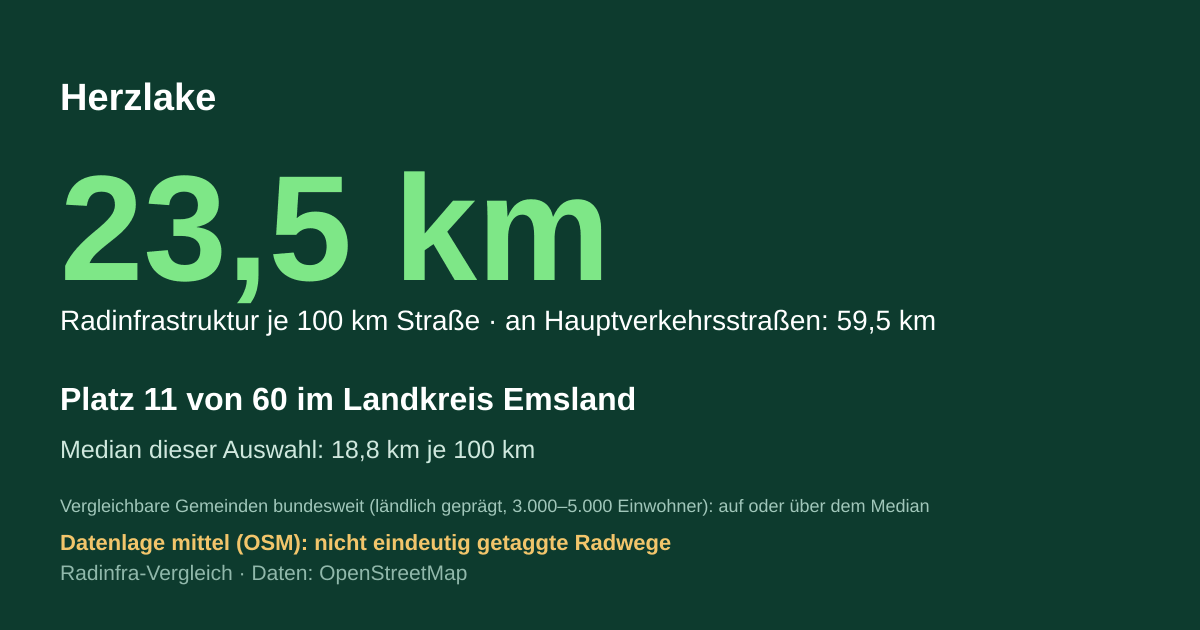 Herzlake
23,5 km
Radinfrastruktur je 100 km Straße · an Hauptverkehrsstraßen: 59,5 km
Platz 11 von 60 im Landkreis Emsland
Median dieser Auswahl: 18,8 km je 100 km
Vergleichbare Gemeinden bundesweit (ländlich geprägt, 3.000–5.000 Einwohner): auf oder über dem Median
Datenlage mittel (OSM): nicht eindeutig getaggte Radwege
Radinfra-Vergleich · Daten: OpenStreetMap